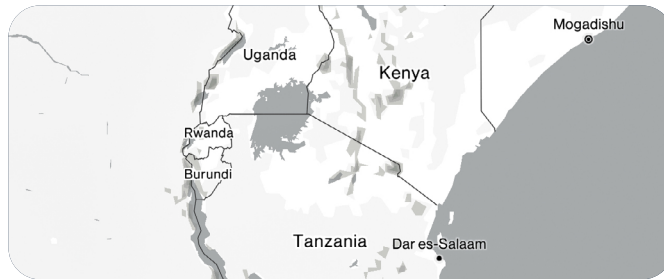 Mogadishu
Uganda
Kenya
Rwanda
Burundi
Tanzania
Dar es-Salaam